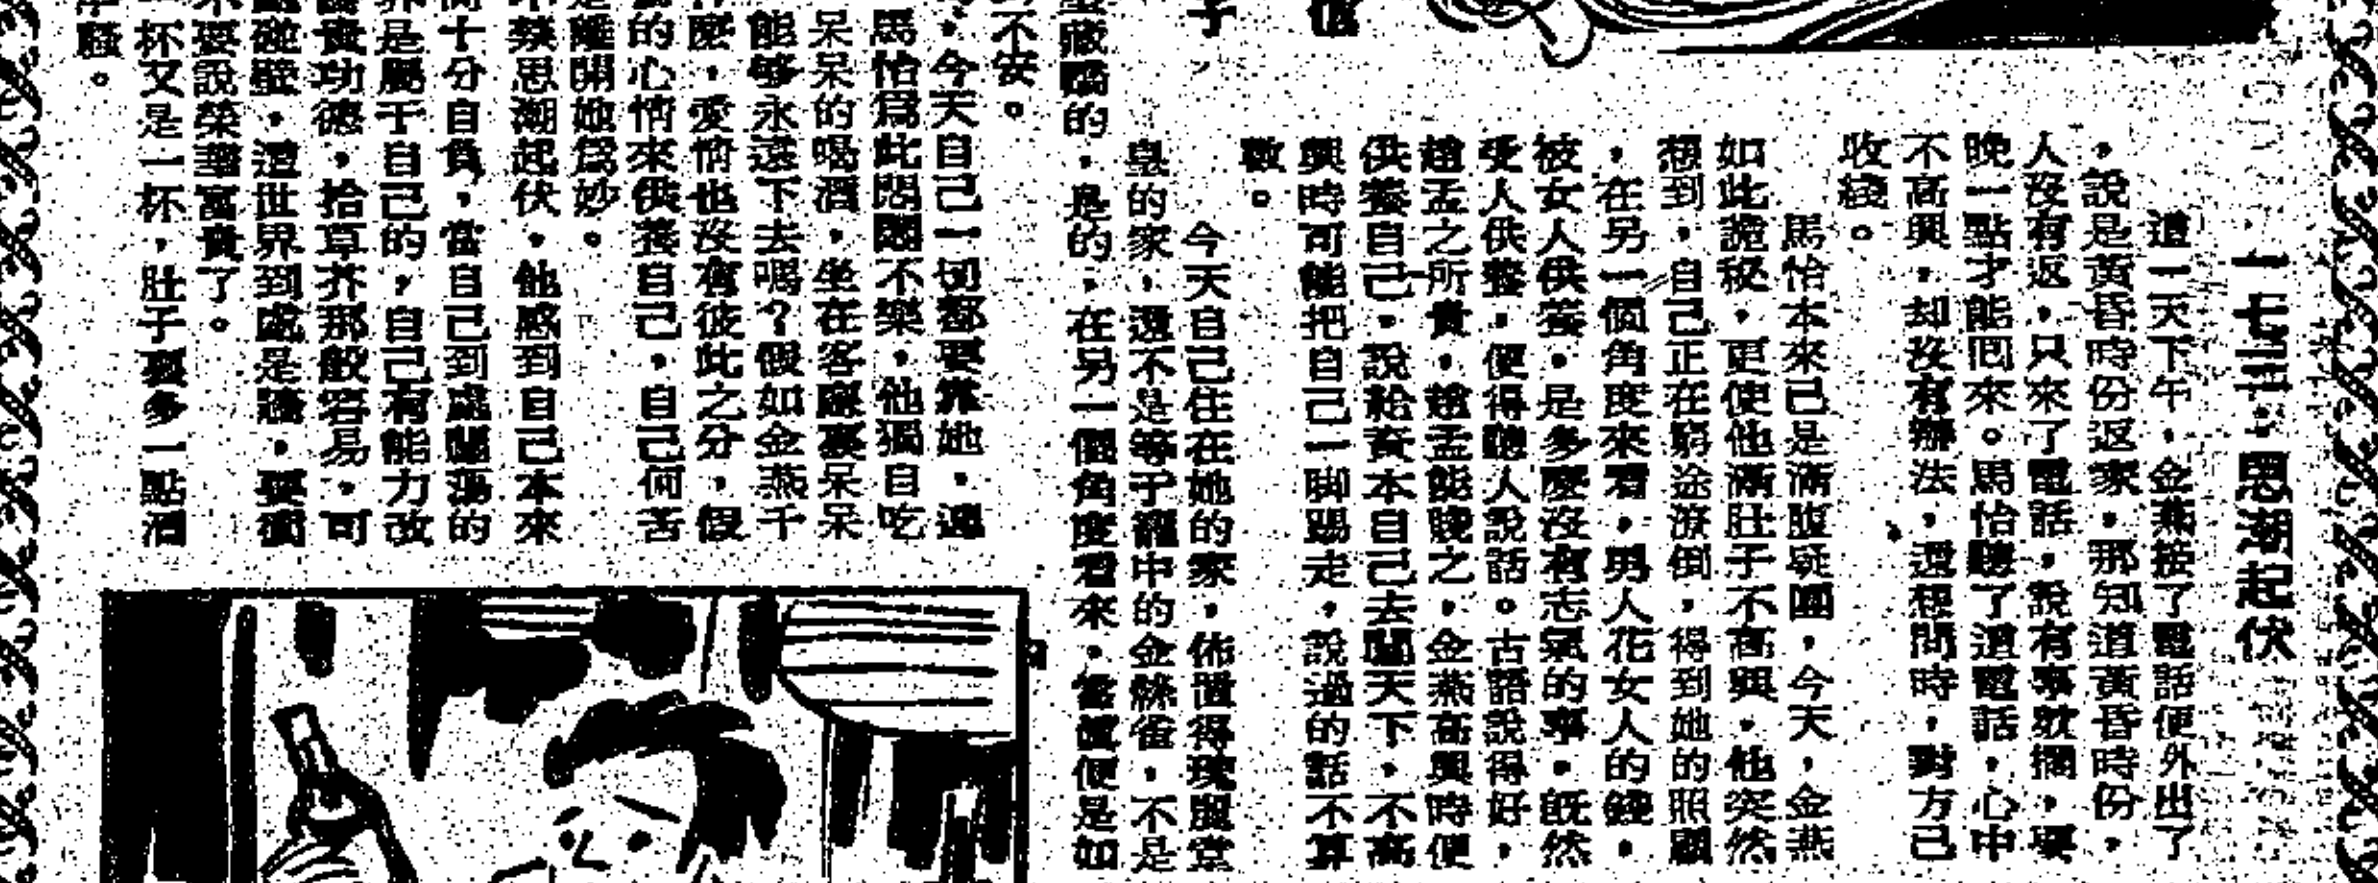 一七三：思潮起伏
這一天下午，金燕接了電話便外出了
，說是黃昏時份返家，那知道黃昏時份，
人沒有返，只來了電話，說有事躭擱，要
晚一點才能囘來。馬恰聽了這電話，心中
不高興，却沒有辦法，還想問時，對方己
收綫。
馬恰本來己是滿腹疑團，今天，金燕
如此詭秘，更使他滿肚子不高興，他突然
想到，自己正在窮途潦倒，得到她的照顧
，在另一個角度來看，男人花女人的錢，
被女人供養，是多麼沒有志氣的事，旣然
受人供養，便得聽人說話。古語說得好，
趙孟之所貴，趙孟能賤之，金燕高興時便
供養自己，說給資本自己去闖天下，不高
興時可能把自己一脚踢走，說過的話不算
數。
今天自己住在她的家，佈置得瑰麗堂
皇的家，還不是等于籠中的金絲雀，不是
嬌的，是的，在另一個角度看來，當眞便是如
子，
不安。
，今天自己一切都要靠她，還
馬恰爲此悶悶不樂，他獨自吃
呆呆的喝酒，坐在客廳裏呆呆
能够永遠下去嗎？假如金燕千
麼，愛情也沒有彼此之分，假
的心情來供養自己，自己何苦
離開她爲妙。
禁思潮起伏，他感到自己本來
十分自負，當自己到處闖蕩的
是屬于自己的，自己有能力改
功德，拾草芥那般容易，可
碰壁，這世界到處是牆，要獨
要說榮華富貴了。
一杯又是一杯，肚子裏多一點酒
騷。